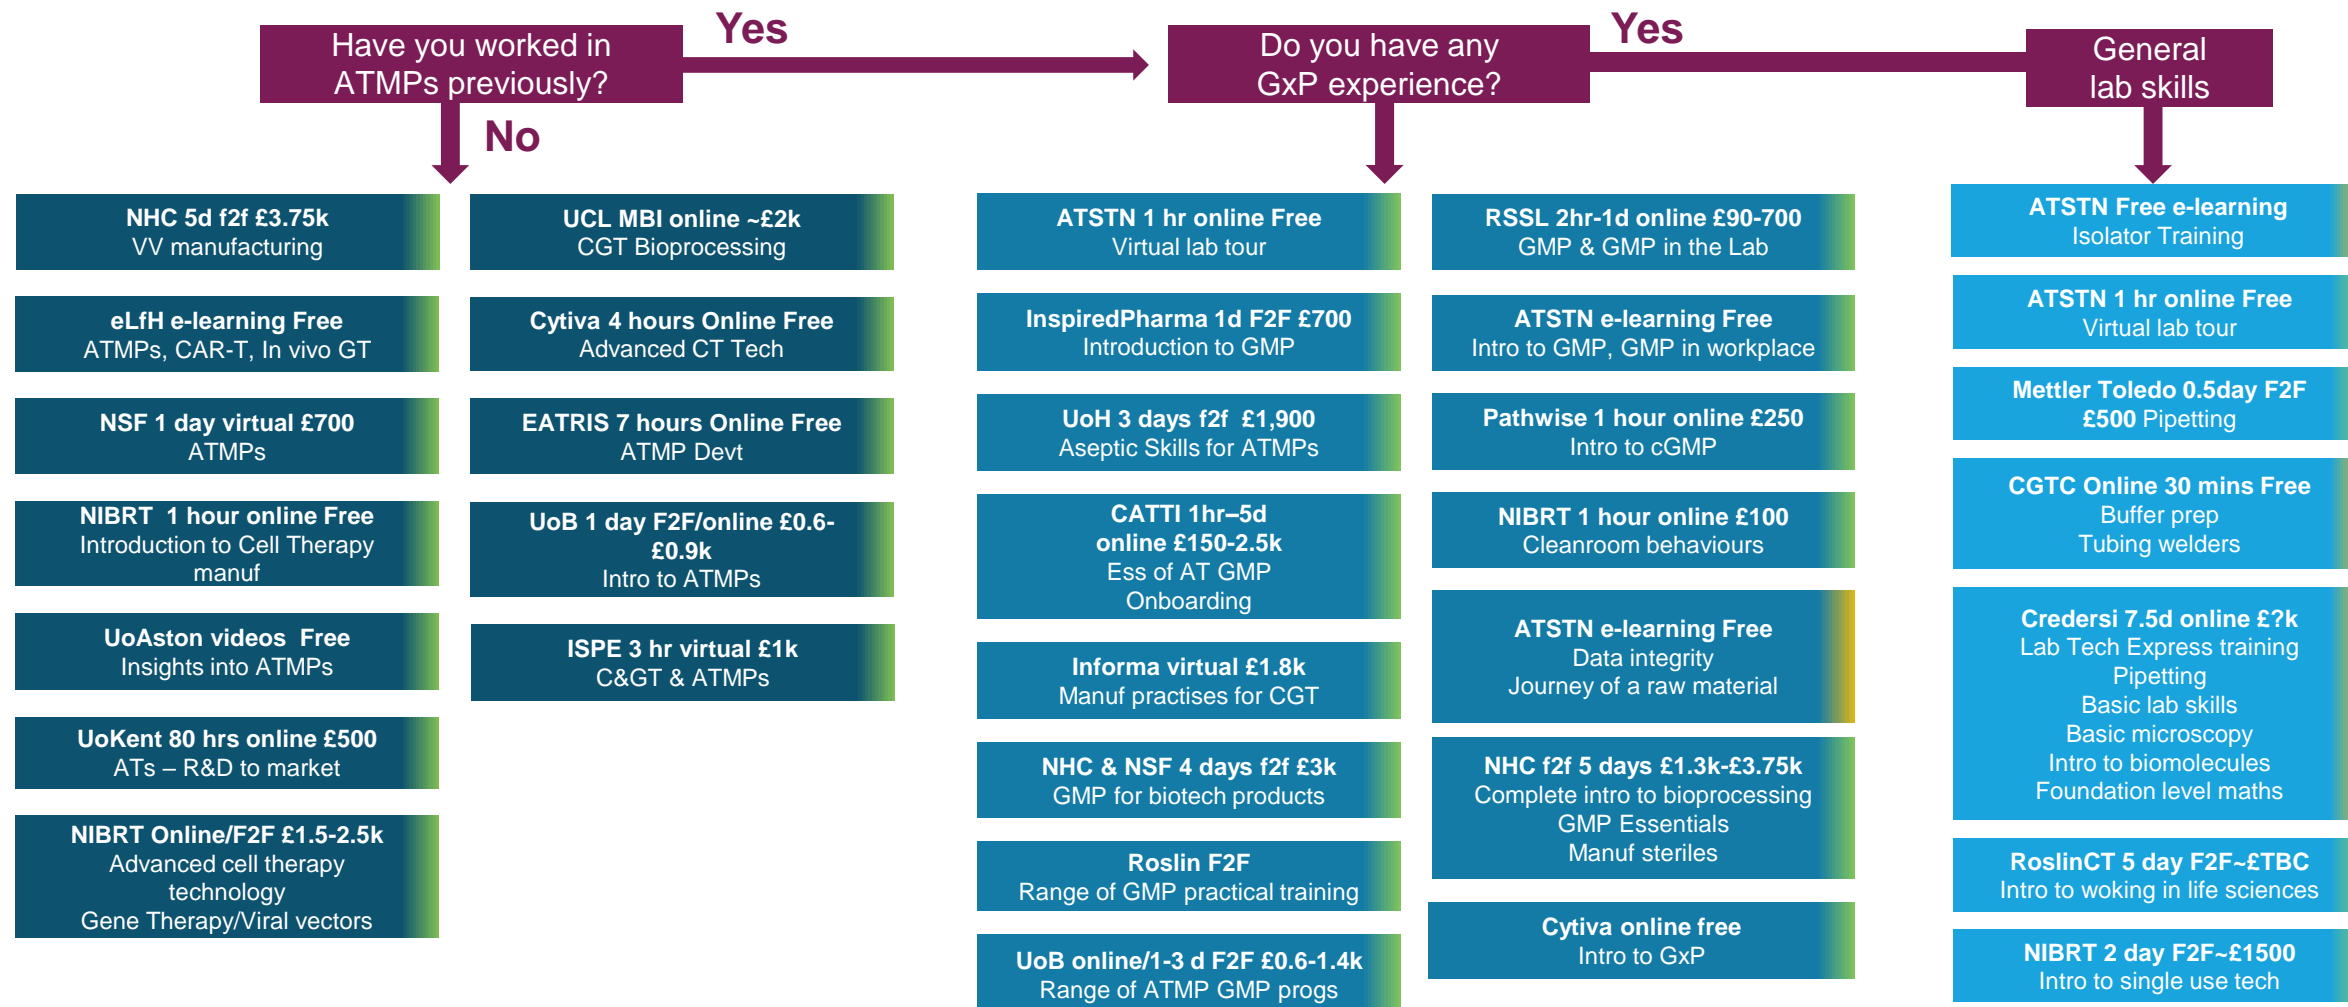 Have you worked in
ATMPs previously?
Yes
No
Do you have any
GxP experience?
Yes
General
lab skills
NHC 5d f2f £3.75k
VV manufacturing
eLfH e-learning Free
ATMPs, CAR-T, In vivo GT
NSF 1 day virtual £700
ATMPs
NIBRT  1 hour online Free
Introduction to Cell Therapy
manuf
UoAston videos  Free
Insights into ATMPs
UoKent 80 hrs online £500
ATs – R&D to market
NIBRT Online/F2F £1.5-2.5k
Advanced cell therapy
technology
Gene Therapy/Viral vectors
UCL MBI online ~£2k
CGT Bioprocessing
Cytiva 4 hours Online Free
Advanced CT Tech
EATRIS 7 hours Online Free
ATMP Devt
UoB 1 day F2F/online £0.6-
£0.9k
Intro to ATMPs
ISPE 3 hr virtual £1k
C&GT & ATMPs
ATSTN 1 hr online Free
Virtual lab tour
InspiredPharma 1d F2F £700
Introduction to GMP
UoH 3 days f2f  £1,900
Aseptic Skills for ATMPs
CATTI 1hr–5d
online £150-2.5k
Ess of AT GMP
Onboarding
Informa virtual £1.8k
Manuf practises for CGT
NHC & NSF 4 days f2f £3k
GMP for biotech products
Roslin F2F
Range of GMP practical training
UoB online/1-3 d F2F £0.6-1.4k
Range of ATMP GMP progs
RSSL 2hr-1d online £90-700
GMP & GMP in the Lab
ATSTN e-learning Free
Intro to GMP, GMP in workplace
Pathwise 1 hour online £250
Intro to cGMP
NIBRT 1 hour online £100
Cleanroom behaviours
ATSTN e-learning Free
Data integrity
Journey of a raw material
NHC f2f 5 days £1.3k-£3.75k
Complete intro to bioprocessing
GMP Essentials
Manuf steriles
Cytiva online free
Intro to GxP
ATSTN Free e-learning
Isolator Training
ATSTN 1 hr online Free
Virtual lab tour
Mettler Toledo 0.5day F2F
£500 Pipetting
CGTC Online 30 mins Free
Buffer prep
Tubing welders
Credersi 7.5d online £?k
Lab Tech Express training
Pipetting
Basic lab skills
Basic microscopy
Intro to biomolecules
Foundation level maths
RoslinCT 5 day F2F~£TBC
Intro to woking in life sciences
NIBRT 2 day F2F~£1500
Intro to single use tech